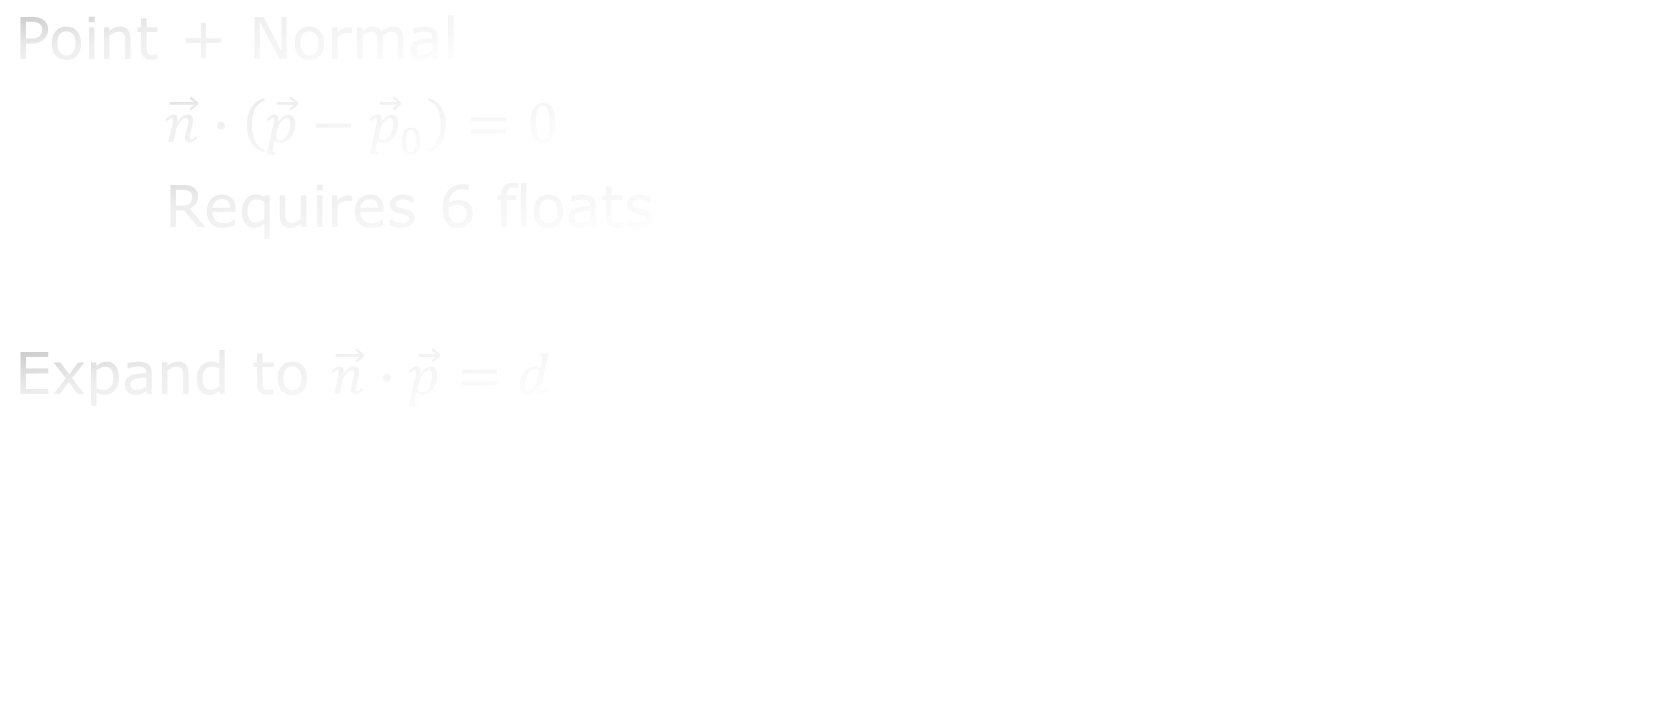 Point + Normal
n⃗ · (p⃗ − p⃗₀) = 0
Requires 6 floats
Expand to n⃗ · p⃗ = d